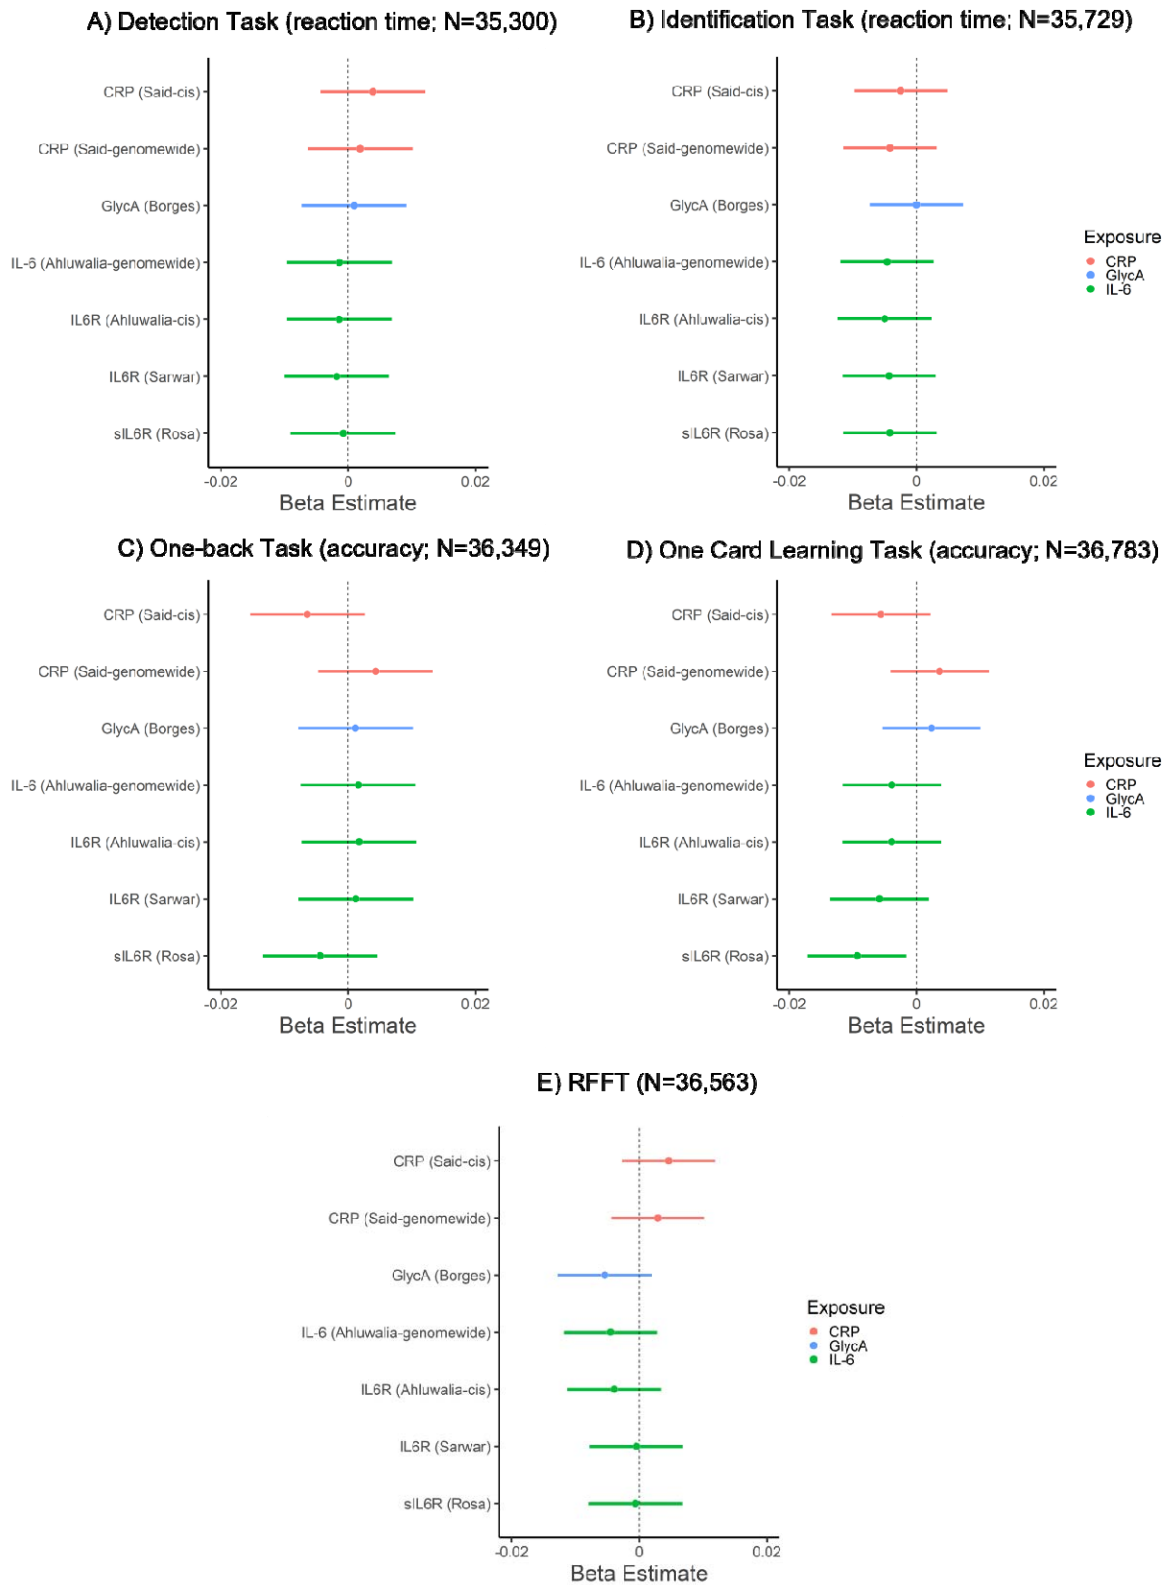 A) Detection Task (reaction time; N=35,300)
CRP (Said-cis)
CRP (Said-genomewide)
GlycA (Borges)
IL-6 (Ahluwalia-genomewide)
IL6R (Ahluwalia-cis)
IL6R (Sarwar)
sIL6R (Rosa)
-0.02 0 0.02
Beta Estimate
B) Identification Task (reaction time; N=35,729)
CRP (Said-cis)
CRP (Said-genomewide)
GlycA (Borges)
IL-6 (Ahluwalia-genomewide)
IL6R (Ahluwalia-cis)
IL6R (Sarwar)
sIL6R (Rosa)
-0.02 0 0.02
Beta Estimate
Exposure
CRP
GlycA
IL-6
C) One-back Task (accuracy; N=36,349)
CRP (Said-cis)
CRP (Said-genomewide)
GlycA (Borges)
IL-6 (Ahluwalia-genomewide)
IL6R (Ahluwalia-cis)
IL6R (Sarwar)
sIL6R (Rosa)
-0.02 0 0.02
Beta Estimate
D) One Card Learning Task (accuracy; N=36,783)
CRP (Said-cis)
CRP (Said-genomewide)
GlycA (Borges)
IL-6 (Ahluwalia-genomewide)
IL6R (Ahluwalia-cis)
IL6R (Sarwar)
sIL6R (Rosa)
-0.02 0 0.02
Beta Estimate
Exposure
CRP
GlycA
IL-6
E) RFFT (N=36,563)
CRP (Said-cis)
CRP (Said-genomewide)
GlycA (Borges)
IL-6 (Ahluwalia-genomewide)
IL6R (Ahluwalia-cis)
IL6R (Sarwar)
sIL6R (Rosa)
-0.02 0 0.02
Beta Estimate
Exposure
CRP
GlycA
IL-6